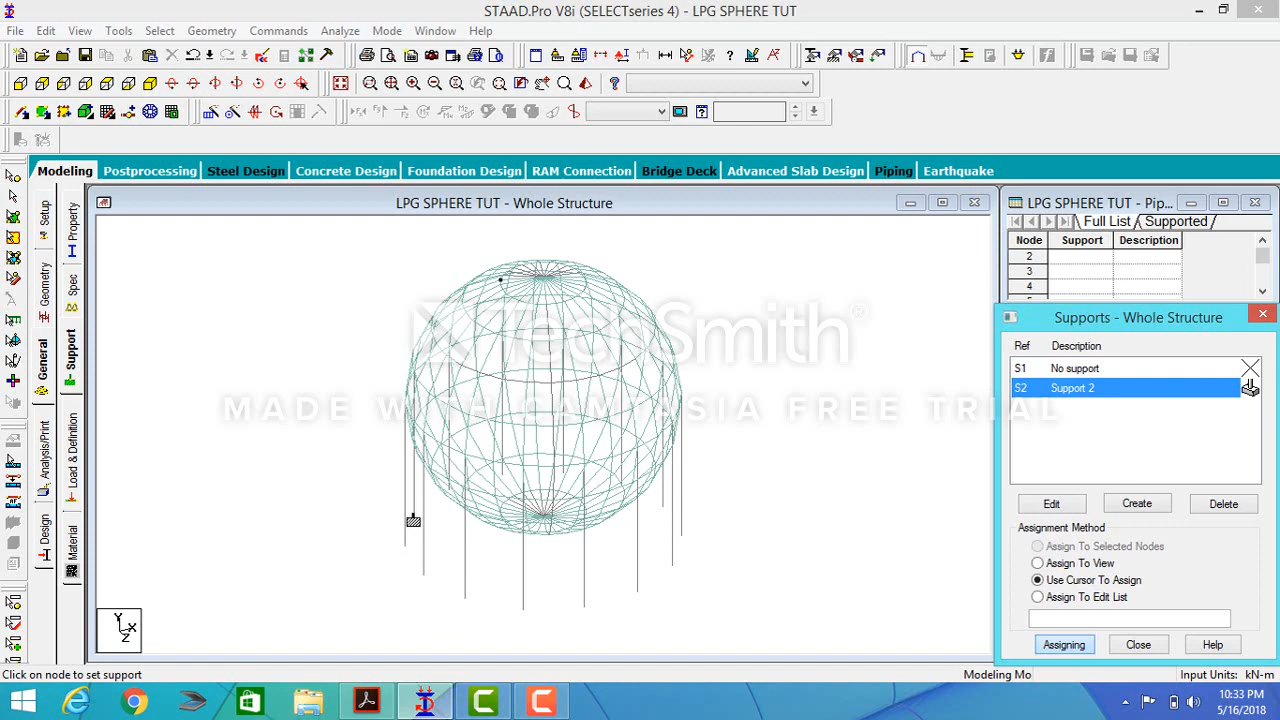 STAAD.Pro V8i (SELECTseries 4) - LPG SPHERE TUT
File Edit View Tools Select Geometry Commands Analyze Mode Window Help
Modeling Postprocessing Steel Design Concrete Design Foundation Design RAM Connection Bridge Deck Advanced Slab Design Piping Earthquake
LPG SPHERE TUT - Whole Structure
LPG SPHERE TUT - Pip...
Full List Supported
Node Support Description
2
3
4
Setup
Geometry
General
Analysis/Print
Design
Property
Spec
Support
Load & Definition
Material
TechSmith®
MADE WITH CAMTASIA FREE TRIAL
Supports - Whole Structure
Ref Description
S1 No support
S2 Support 2
Edit Create Delete
Assignment Method
Assign To Selected Nodes
Assign To View
Use Cursor To Assign
Assign To Edit List
Assigning Close Help
Y
X
Z
Click on node to set support
Modeling Mo
Input Units: kN-m
10:33 PM
5/16/2018